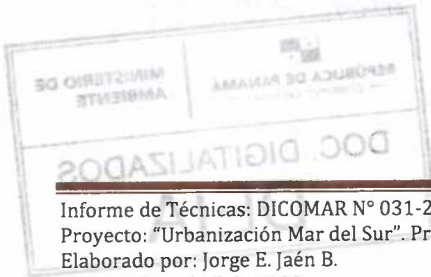 REPÚBLICA DE PANAMÁ
MINISTERIO DE
AMBIENTE
DOC. DIGITALIZADOS
Informe de Técnicas: DICOMAR N° 031-2
Proyecto: "Urbanización Mar del Sur". Pr
Elaborado por: Jorge E. Jaén B.